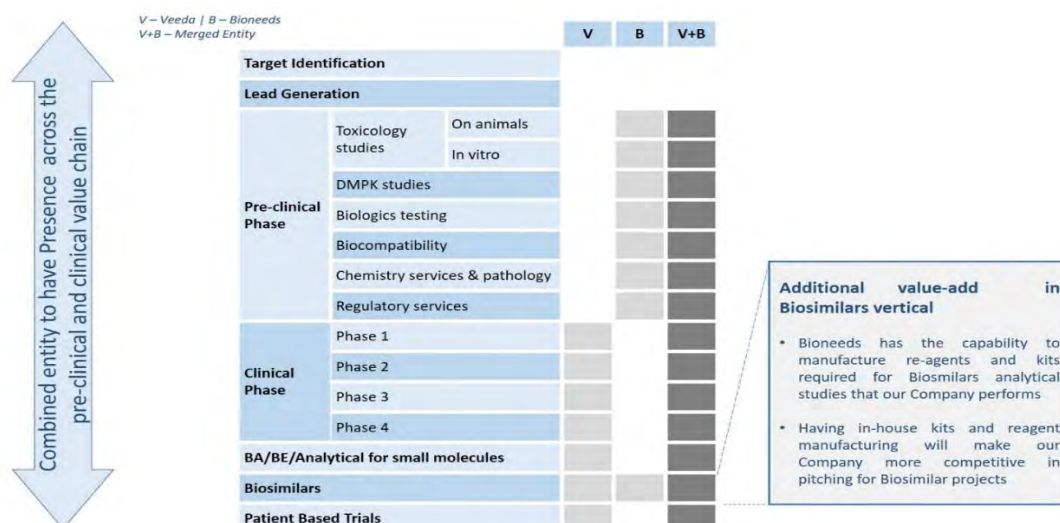 V – Veeda | B – Bioneeds
V+B – Merged Entity
V B V+B
Combined entity to have Presence across the
pre-clinical and clinical value chain
Target Identification
Lead Generation
Pre-clinical
Phase
Toxicology
studies
On animals
In vitro
DMPK studies
Biologics testing
Biocompatibility
Chemistry services & pathology
Regulatory services
Clinical
Phase
Phase 1
Phase 2
Phase 3
Phase 4
BA/BE/Analytical for small molecules
Biosimilars
Patient Based Trials
Additional value-add in
Biosimilars vertical
• Bioneeds has the capability to
manufacture re-agents and kits
required for Biosmilars analytical
studies that our Company performs
• Having in-house kits and reagent
manufacturing will make our
Company more competitive in
pitching for Biosimilar projects